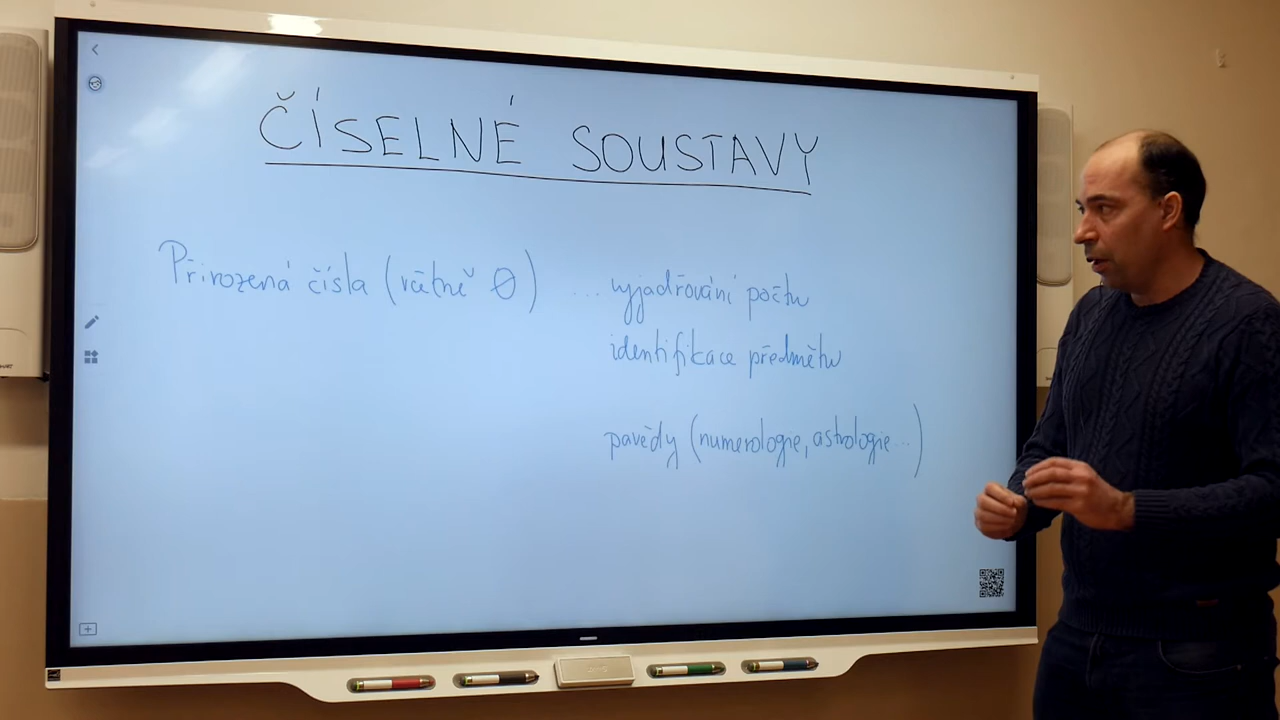 ČÍSELNÉ SOUSTAVY
Přirozená čísla (včetně 0) ... vyjadřování počtu
identifikace předmětu
pavědy (numerologie, astrologie...)